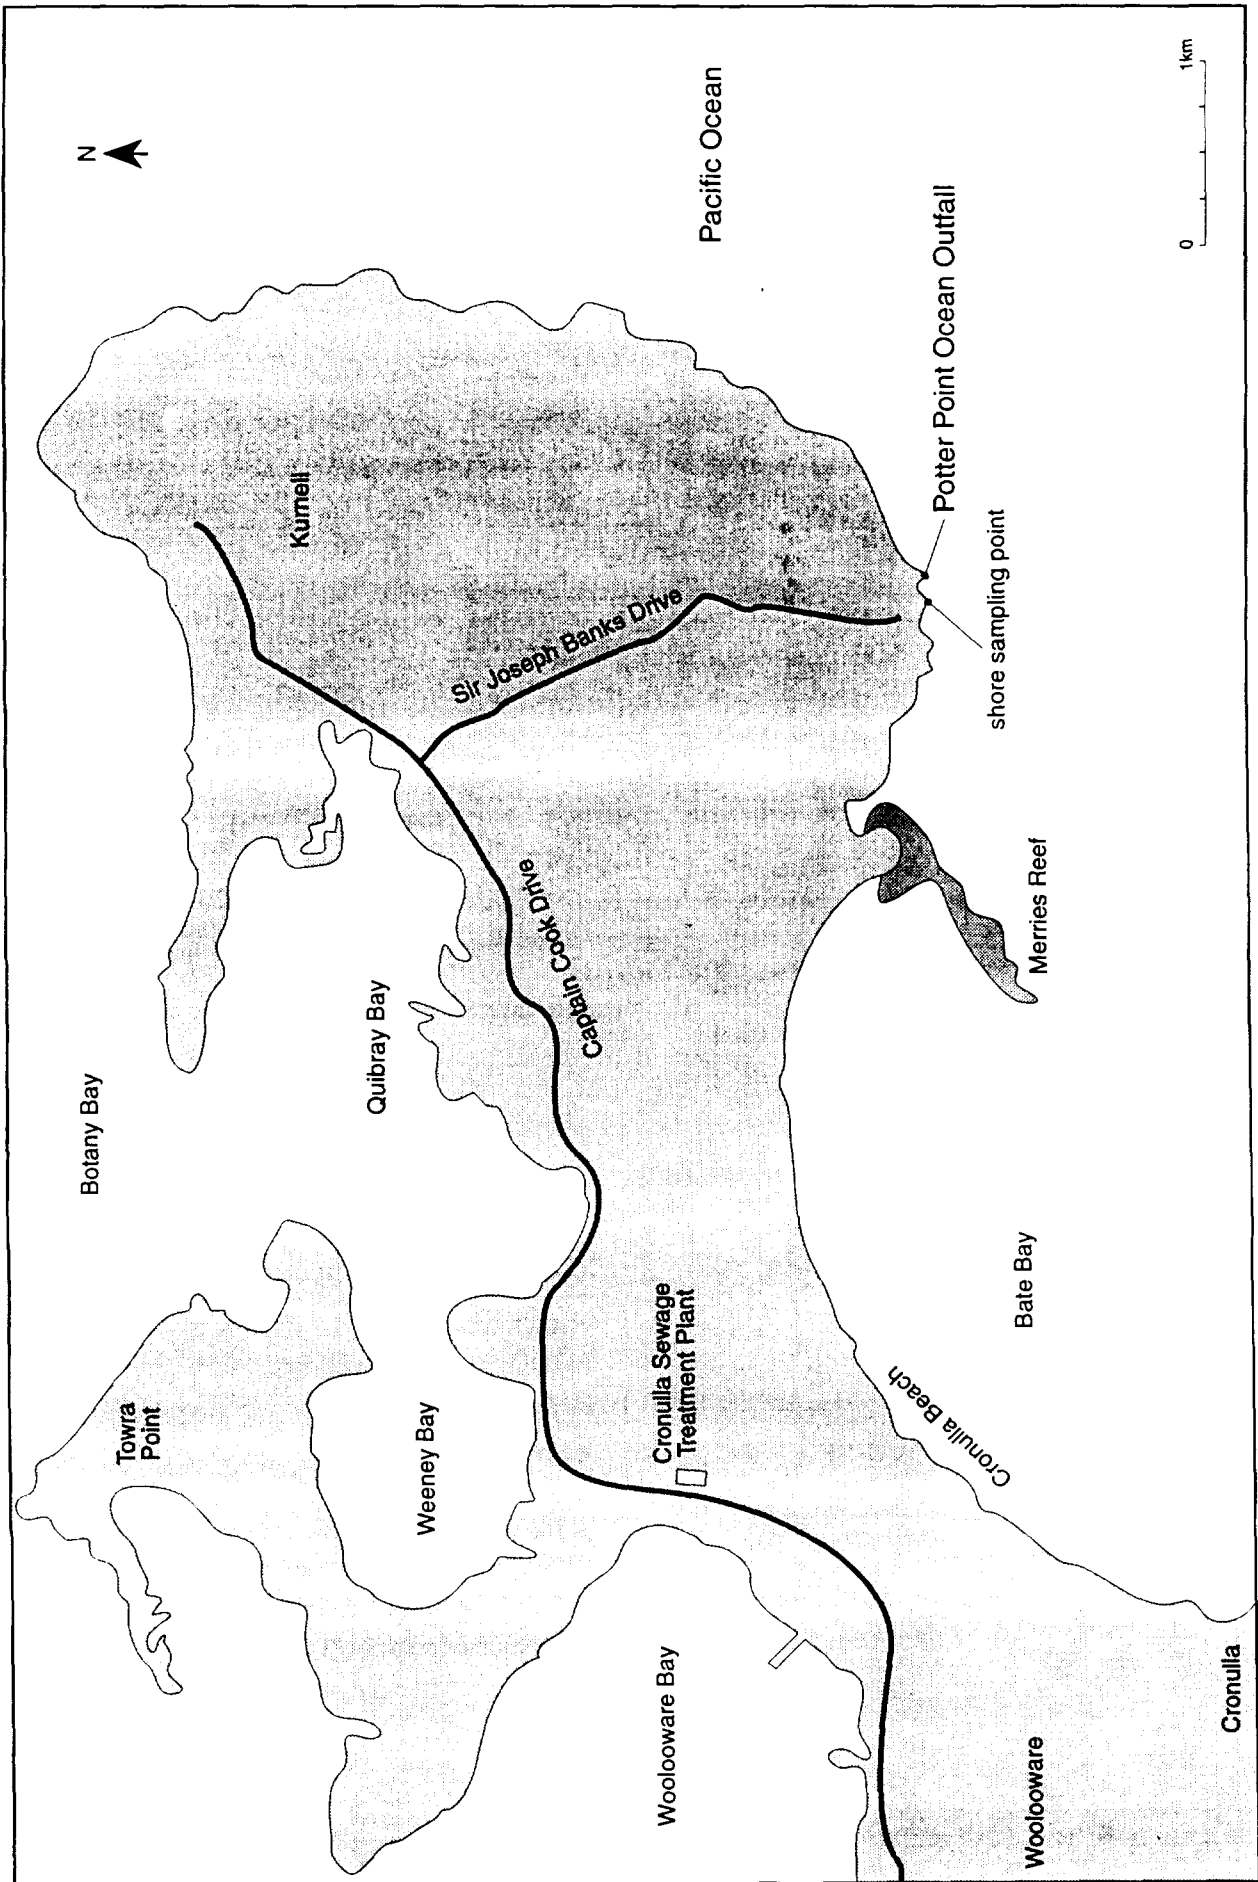 N
Botany Bay
Towra
Point
Kurnell
Quibray Bay
Weeney Bay
Sir Joseph Banks Drive
Captain Cook Drive
Pacific Ocean
Cronulla Sewage
Treatment Plant
Woolooware Bay
Potter Point Ocean Outfall
shore sampling point
Merries Reef
Bate Bay
Cronulla Beach
Woolooware
Cronulla
0 1km